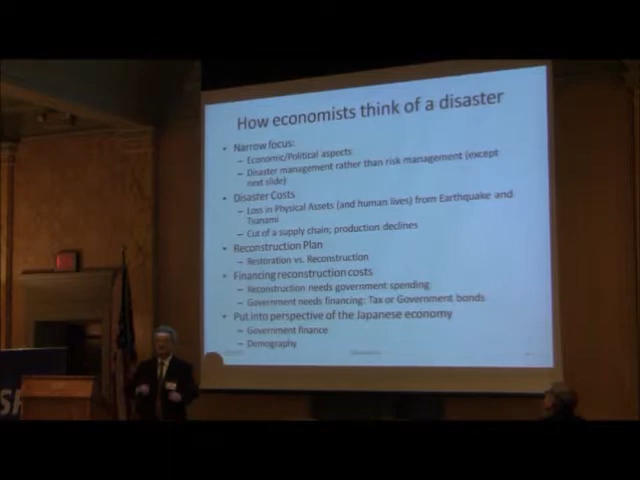 How economists think of a disaster
• Narrow focus:
– Economic/Political aspects
– Disaster management rather than risk management (except
next slide)
• Disaster Costs
– Loss in Physical Assets (and human lives) from Earthquake and
Tsunami
– Cut of a supply chain; production declines
• Reconstruction Plan
– Restoration vs. Reconstruction
• Financing reconstruction costs
– Reconstruction needs government spending
– Government needs financing: Tax or Government bonds
• Put into perspective of the Japanese economy
– Government finance
– Demography